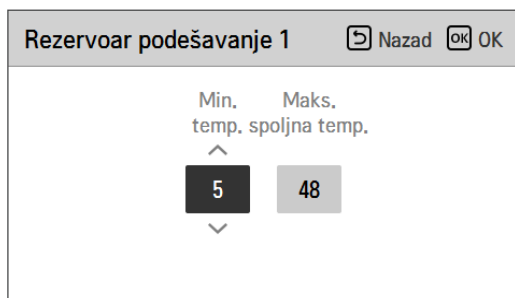 Rezervoar podešavanje 1 Nazad OK OK
Min. Maks.
temp. spoljna temp.
5 48